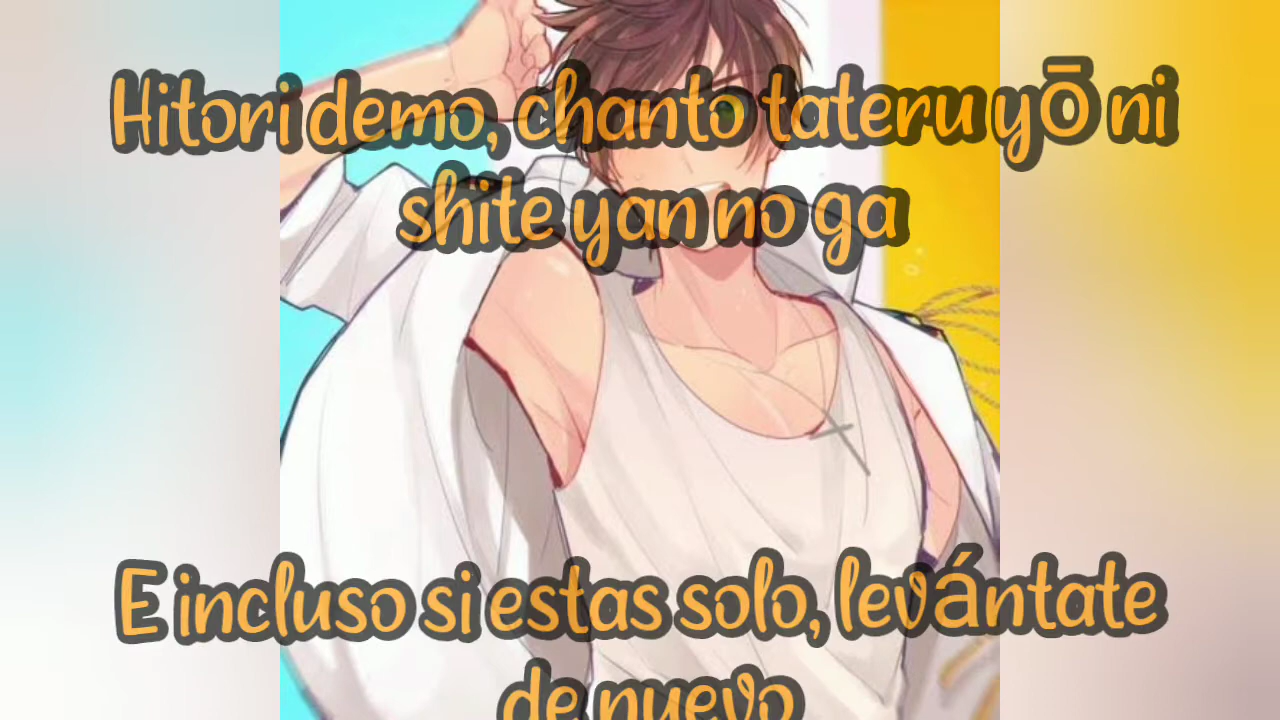 Hitori demo, chanto tateru yō ni
shite yan no ga
E incluso si estas solo, levántate
de nuevo